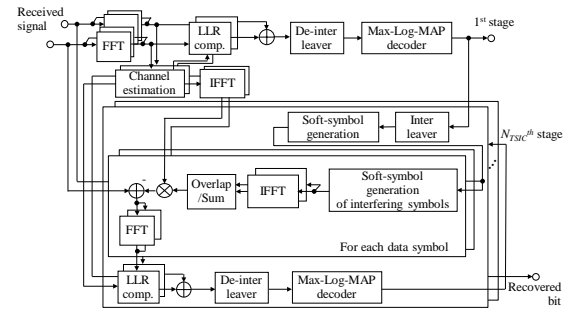 Received
signal
FFT
LLR
comp.
De-inter
leaver
Max-Log-MAP
decoder
1st stage
Channel
estimation
IFFT
Soft-symbol
generation
Inter
leaver
NTSICth stage
-
Overlap
/Sum
IFFT
Soft-symbol
generation
of interfering symbols
FFT
For each data symbol
LLR
comp.
De-inter
leaver
Max-Log-MAP
decoder
Recovered
bit